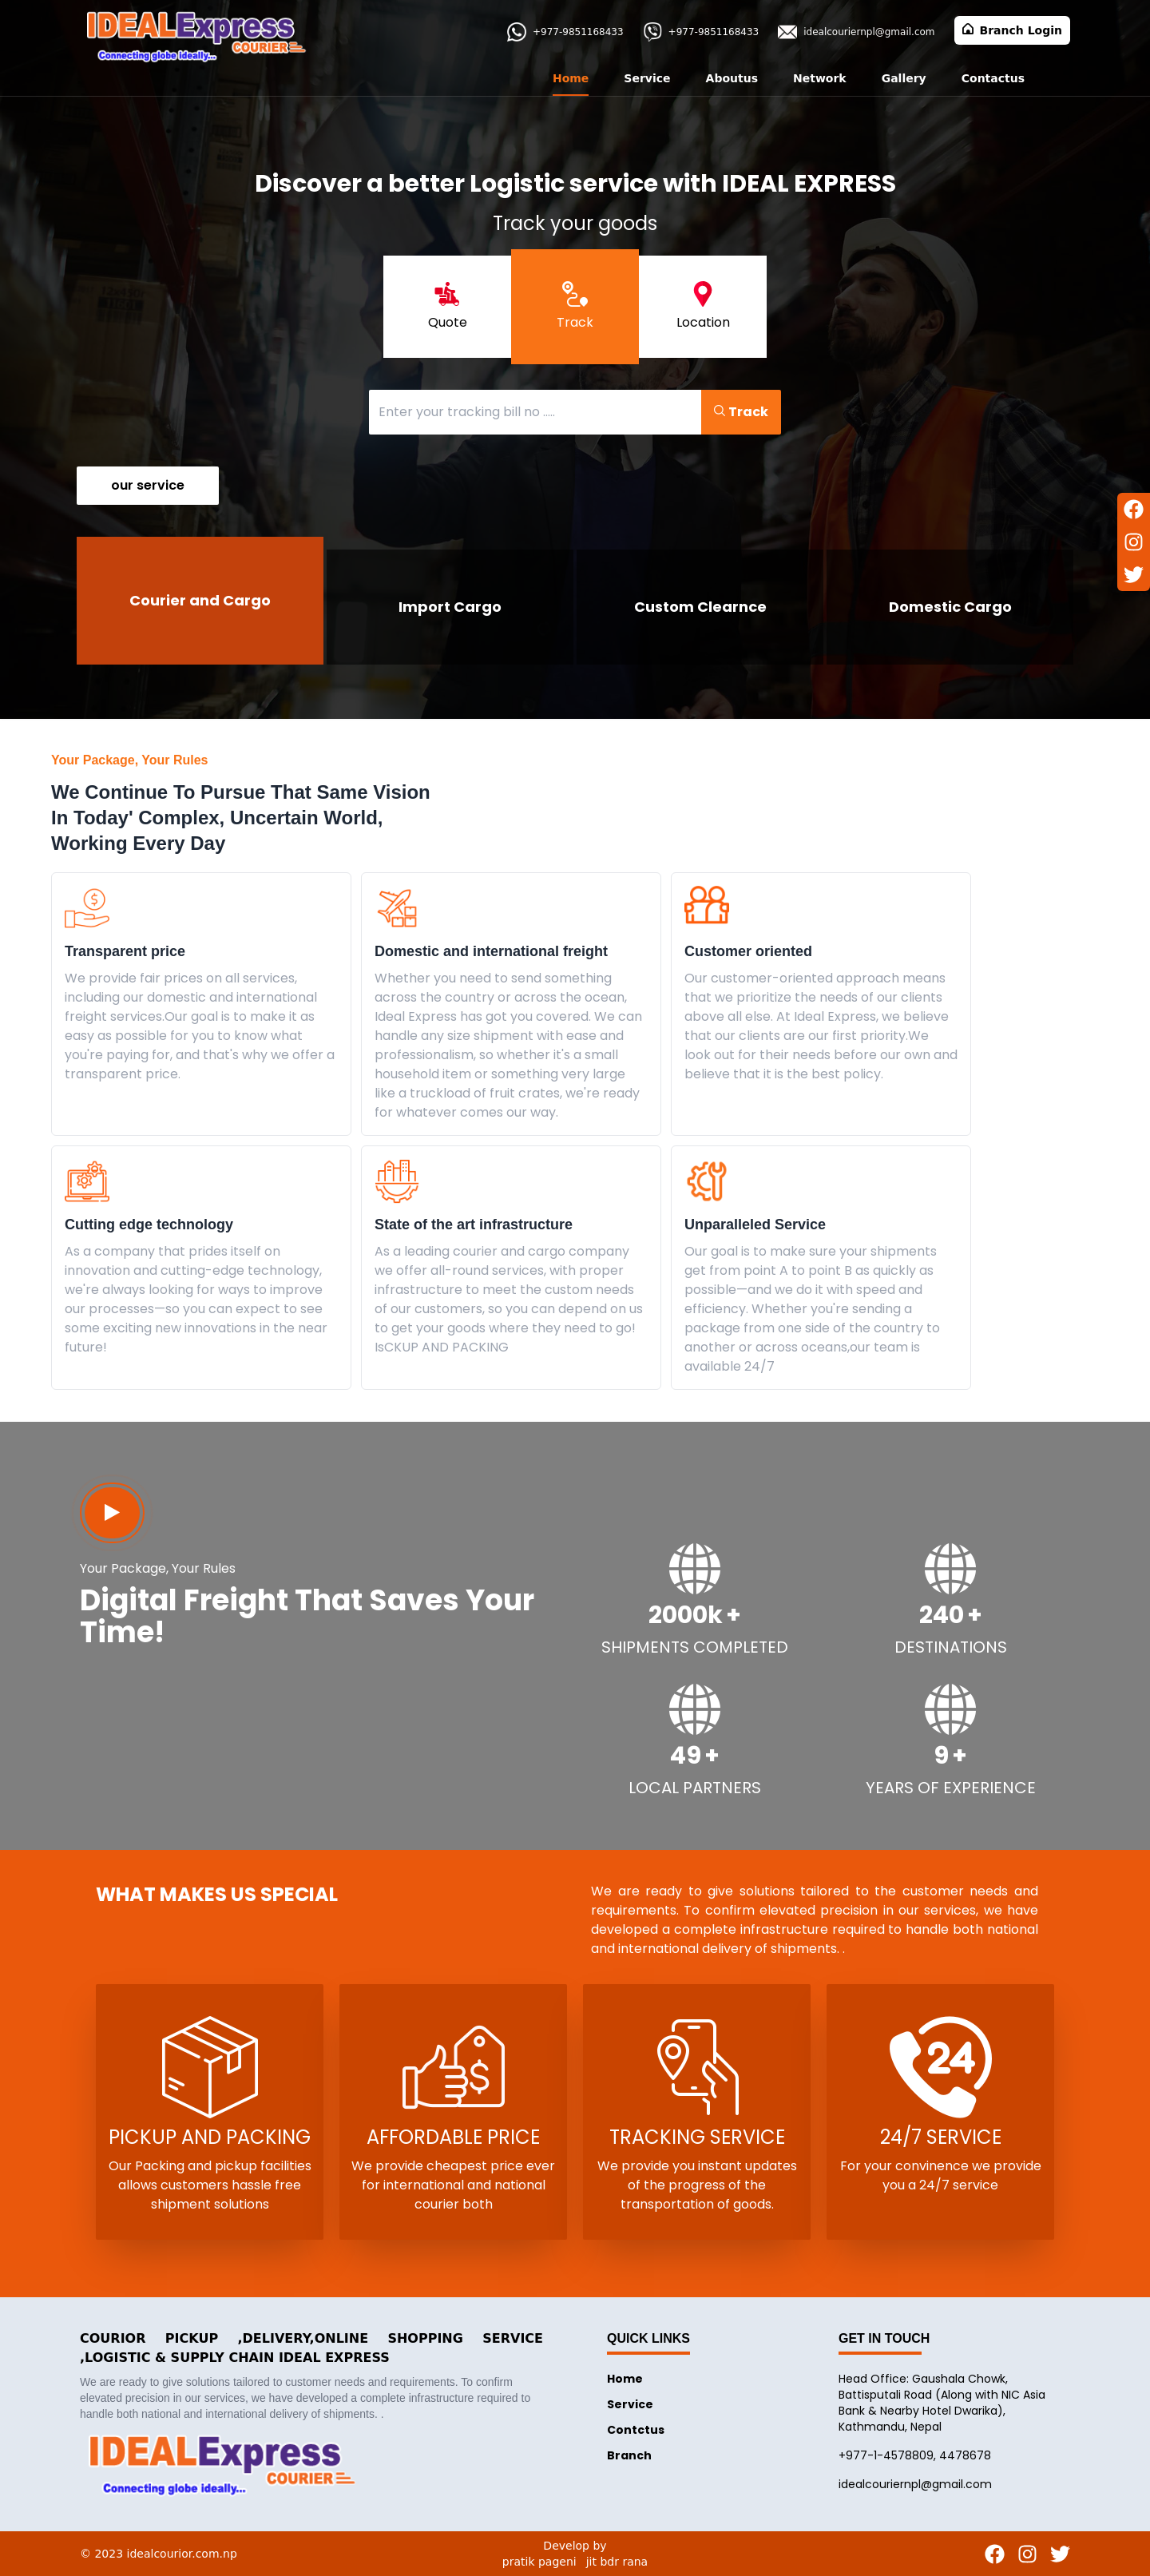 IDEALExpress
COURIER
Connecting globe ideally...
+977-9851168433
+977-9851168433
idealcouriernpl@gmail.com
Branch Login
Home
Service
Aboutus
Network
Gallery
Contactus
Discover a better Logistic service with IDEAL EXPRESS
Track your goods
Quote
Track
Location
Enter your tracking bill no .....
Track
our service
Courier and Cargo
Import Cargo
Custom Clearnce
Domestic Cargo
Your Package, Your Rules
We Continue To Pursue That Same Vision
In Today' Complex, Uncertain World,
Working Every Day
Transparent price
We provide fair prices on all services,
including our domestic and international
freight services.Our goal is to make it as
easy as possible for you to know what
you're paying for, and that's why we offer a
transparent price.
Domestic and international freight
Whether you need to send something
across the country or across the ocean,
Ideal Express has got you covered. We can
handle any size shipment with ease and
professionalism, so whether it's a small
household item or something very large
like a truckload of fruit crates, we're ready
for whatever comes our way.
Customer oriented
Our customer-oriented approach means
that we prioritize the needs of our clients
above all else. At Ideal Express, we believe
that our clients are our first priority.We
look out for their needs before our own and
believe that it is the best policy.
Cutting edge technology
As a company that prides itself on
innovation and cutting-edge technology,
we're always looking for ways to improve
our processes—so you can expect to see
some exciting new innovations in the near
future!
State of the art infrastructure
As a leading courier and cargo company
we offer all-round services, with proper
infrastructure to meet the custom needs
of our customers, so you can depend on us
to get your goods where they need to go!
IsCKUP AND PACKING
Unparalleled Service
Our goal is to make sure your shipments
get from point A to point B as quickly as
possible—and we do it with speed and
efficiency. Whether you're sending a
package from one side of the country to
another or across oceans,our team is
available 24/7
Your Package, Your Rules
Digital Freight That Saves Your
Time!
2000k +
SHIPMENTS COMPLETED
240 +
DESTINATIONS
49 +
LOCAL PARTNERS
9 +
YEARS OF EXPERIENCE
WHAT MAKES US SPECIAL
We are ready to give solutions tailored to the customer needs and
requirements. To confirm elevated precision in our services, we have
developed a complete infrastructure required to handle both national
and international delivery of shipments. .
PICKUP AND PACKING
Our Packing and pickup facilities
allows customers hassle free
shipment solutions
AFFORDABLE PRICE
We provide cheapest price ever
for international and national
courier both
TRACKING SERVICE
We provide you instant updates
of the progress of the
transportation of goods.
24
24/7 SERVICE
For your convinence we provide
you a 24/7 service
COURIOR PICKUP ,DELIVERY,ONLINE SHOPPING SERVICE
,LOGISTIC & SUPPLY CHAIN IDEAL EXPRESS
We are ready to give solutions tailored to customer needs and requirements. To confirm
elevated precision in our services, we have developed a complete infrastructure required to
handle both national and international delivery of shipments. .
IDEALExpress
COURIER
Connecting globe ideally...
QUICK LINKS
Home
Service
Contctus
Branch
GET IN TOUCH
Head Office: Gaushala Chowk,
Battisputali Road (Along with NIC Asia
Bank & Nearby Hotel Dwarika),
Kathmandu, Nepal
+977-1-4578809, 4478678
idealcouriernpl@gmail.com
© 2023 idealcourior.com.np
Develop by
pratik pageni jit bdr rana